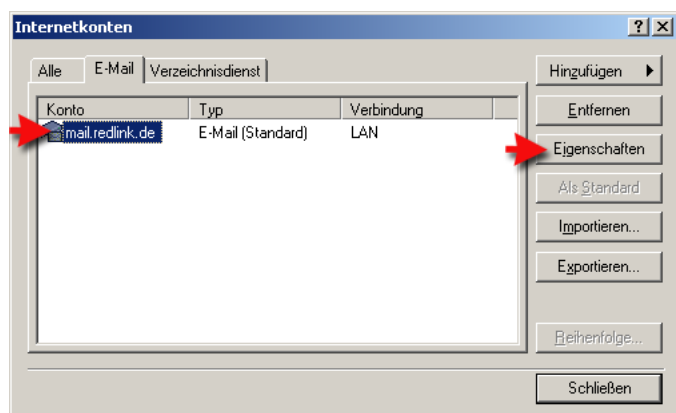 Internetkonten
Alle E-Mail Verzeichnisdienst
Hinzufügen
Konto Typ Verbindung
Entfernen
mail.redlink.de E-Mail (Standard) LAN
Eigenschaften
Als Standard
Importieren...
Exportieren...
Reihenfolge...
Schließen